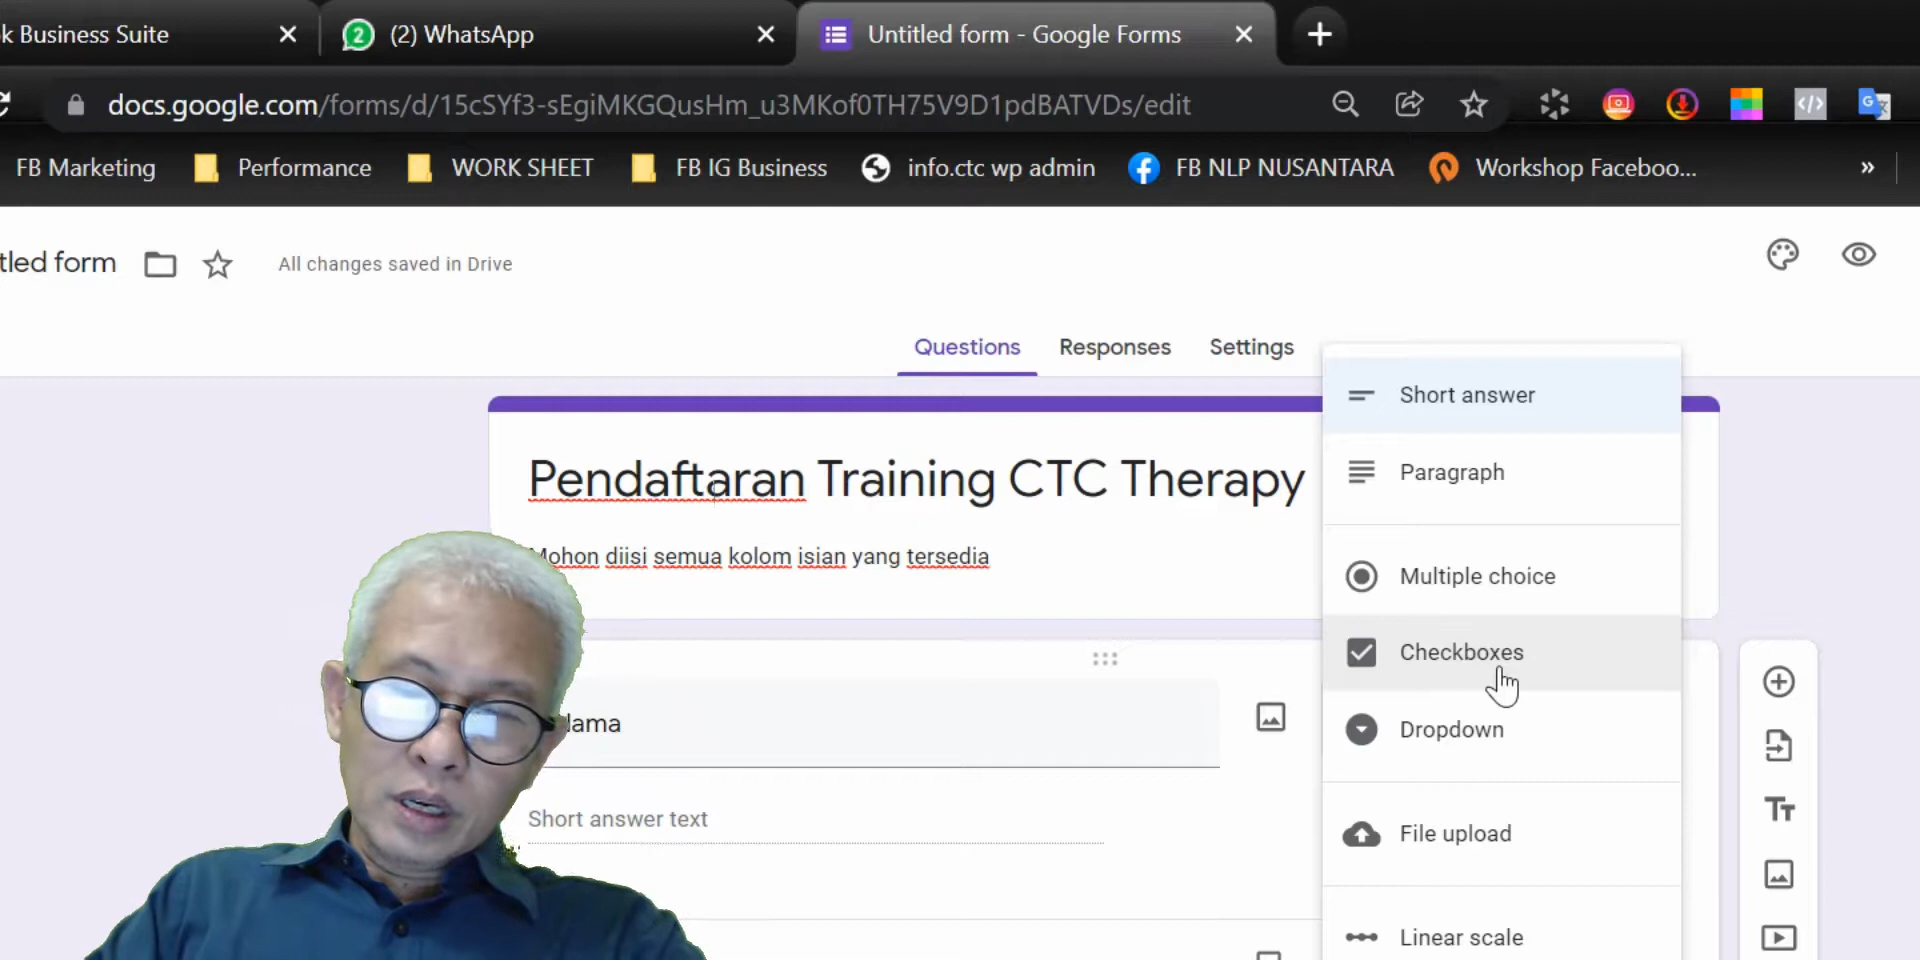 k Business Suite
2
(2) WhatsApp
Untitled form - Google Forms
docs.google.com/forms/d/15cSYf3-sEgiMKGQusHm_u3MKof0TH75V9D1pdBATVDs/edit
FB Marketing
Performance
WORK SHEET
FB IG Business
info.ctc wp admin
FB NLP NUSANTARA
Workshop Faceboo...
tled form
All changes saved in Drive
Questions
Responses
Settings
Pendaftaran Training CTC Therapy
Mohon diisi semua kolom isian yang tersedia
lama
Short answer text
Short answer
Paragraph
Multiple choice
Checkboxes
Dropdown
File upload
Linear scale
Tт